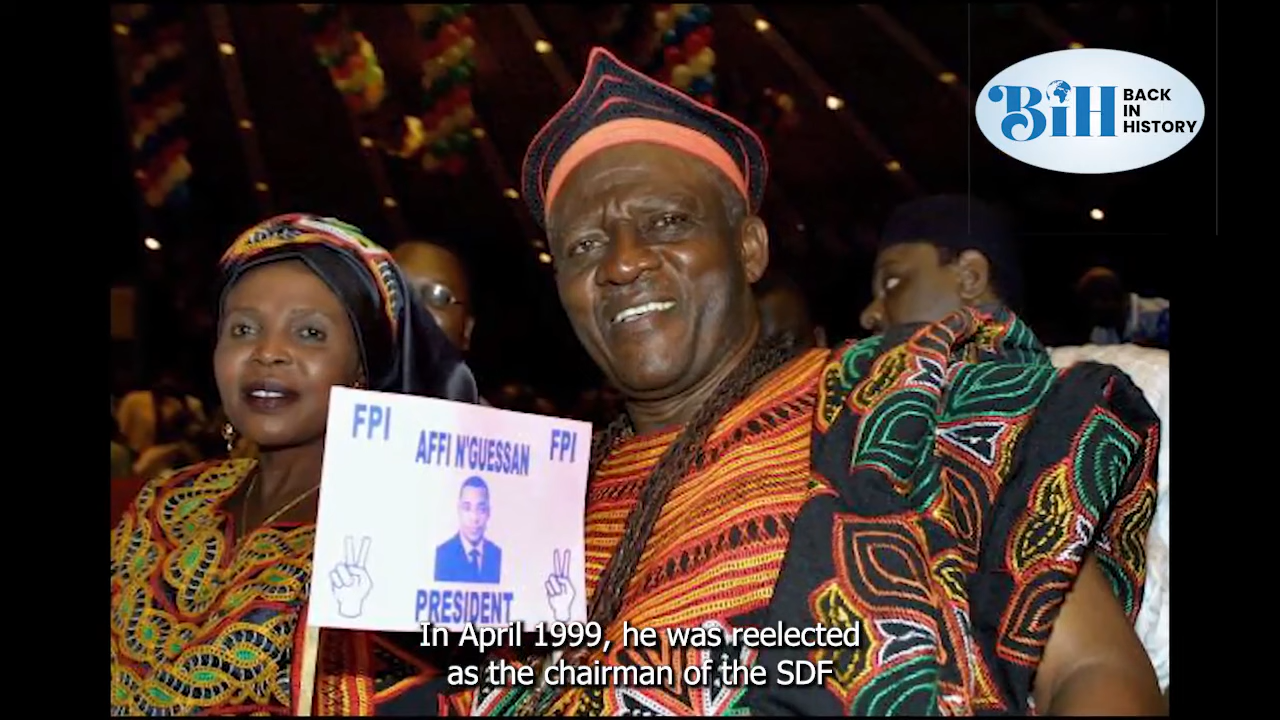 BiH BACK
IN
HISTORY
FPI
FPI
AFFI N'GUESSAN
PRESIDENT
In April 1999, he was reelected
as the chairman of the SDF